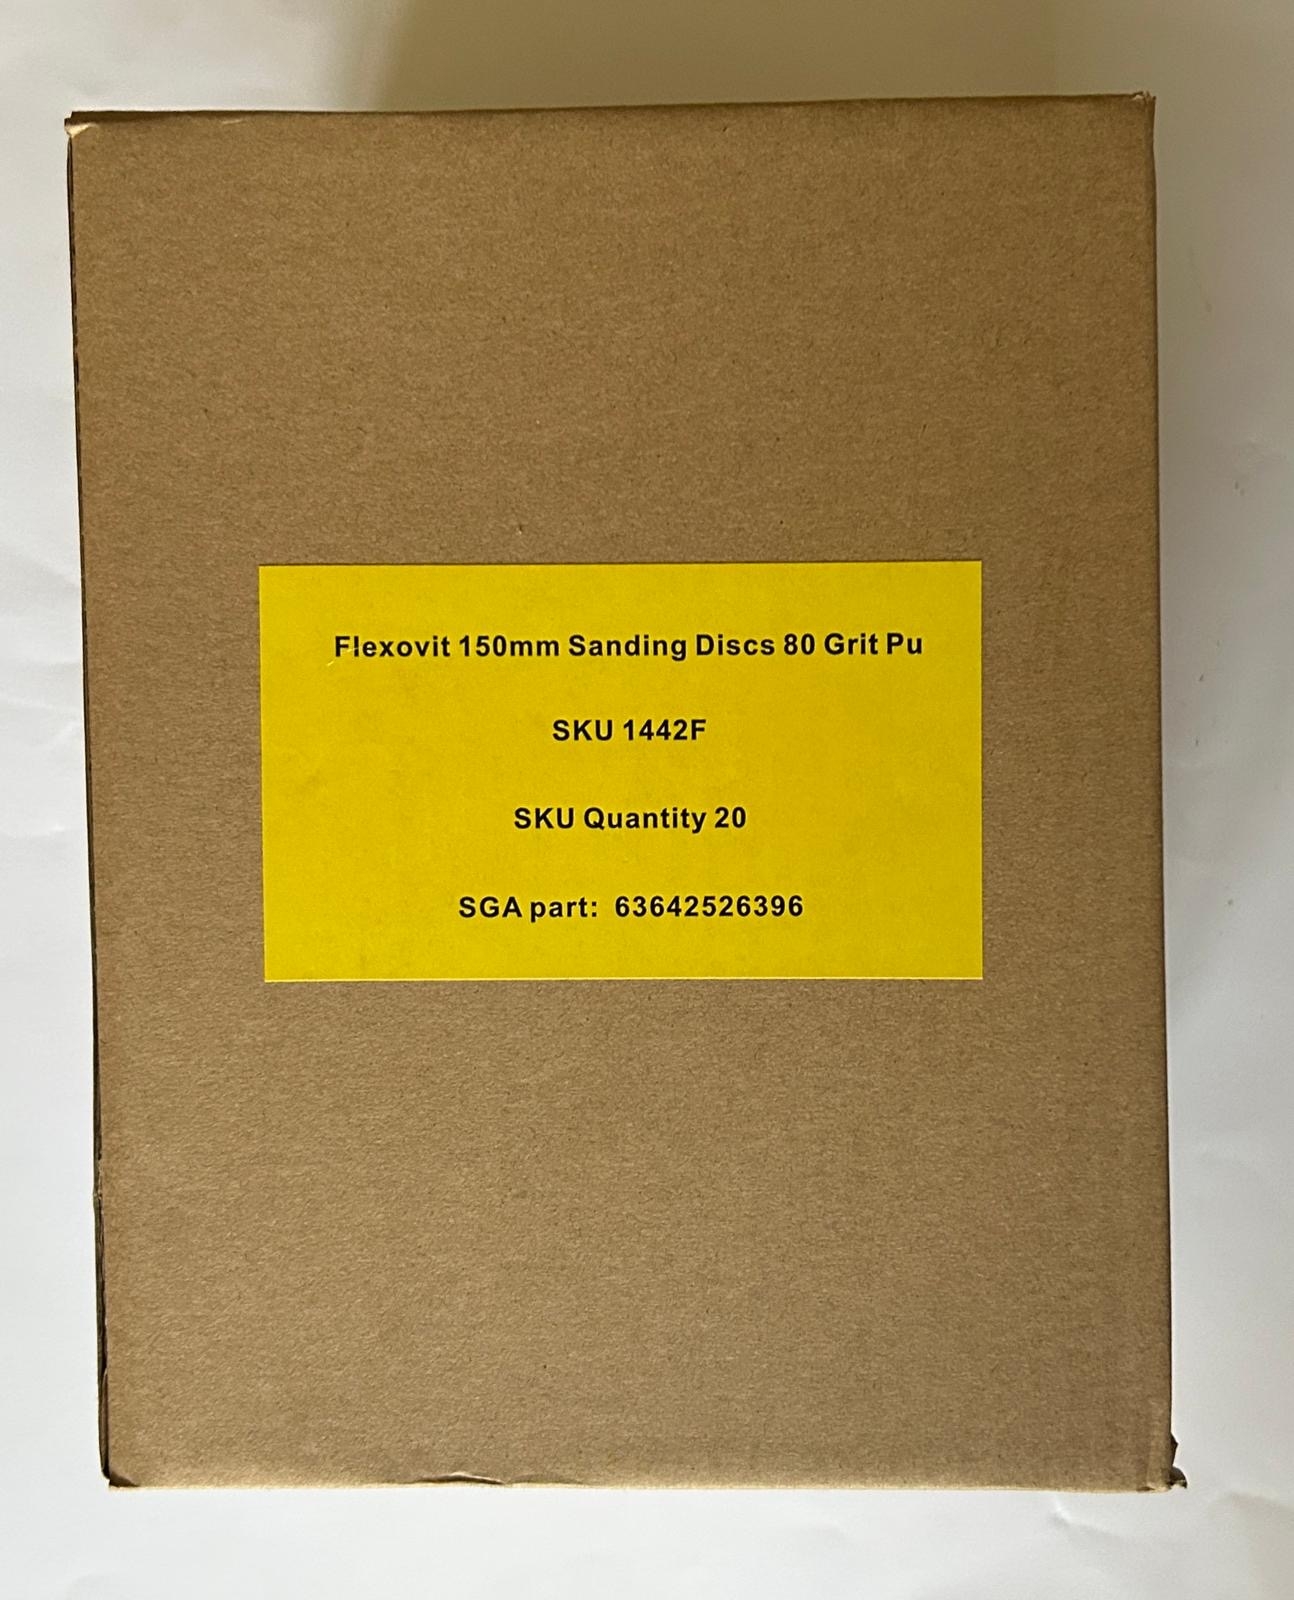 Flexovit 150mm Sanding Discs 80 Grit Pu
SKU 1442F
SKU Quantity 20
SGA part: 63642526396